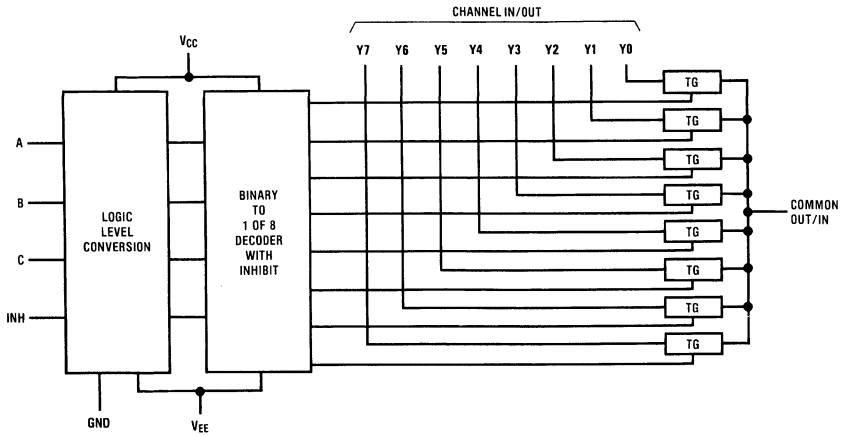 CHANNEL IN/OUT
VCC
Y7 Y6 Y5 Y4 Y3 Y2 Y1 Y0
TG
TG
TG
TG
TG
TG
TG
TG
A
B
C
INH
LOGIC
LEVEL
CONVERSION
BINARY
TO
1 OF 8
DECODER
WITH
INHIBIT
COMMON
OUT/IN
GND
VEE